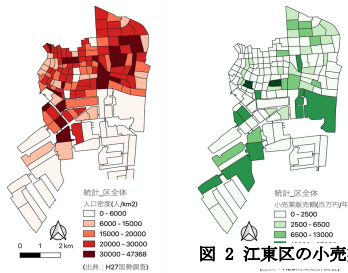 統計_区全体
人口密度(人/km2)
0 - 6000
6000 - 15000
15000 - 20000
20000 - 30000
30000 - 47368
0 1 2 km
(出典：H27国勢調査)
統計_区全体
小売業販売額(百万円/年
0 - 2500
2500 - 6500
6500 - 13000
図 2 江東区の小売